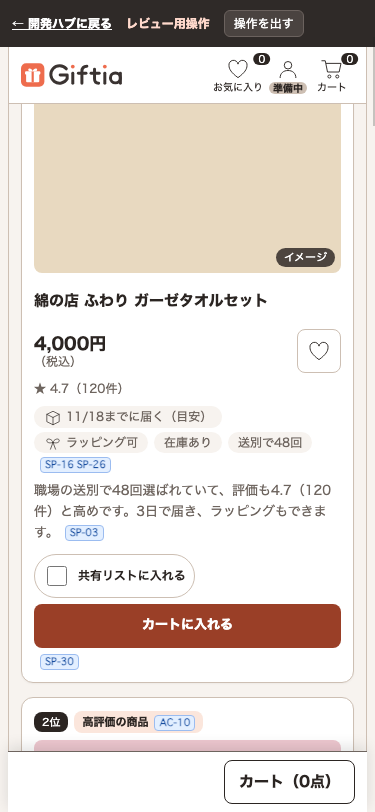 ← 開発ハブに戻る レビュー用操作 操作を出す
Giftia
0 0
お気に入り 準備中 カート
イメージ
綿の店 ふわり ガーゼタオルセット
4,000円
（税込）
★ 4.7（120件）
11/18までに届く（目安）
ラッピング可 在庫あり 送別で48回
SP-16 SP-26
職場の送別で48回選ばれていて、評価も4.7（120
件）と高めです。3日で届き、ラッピングもできま
す。 SP-03
共有リストに入れる
カートに入れる
SP-30
2位 高評価の商品 AC-10
カート（0点）